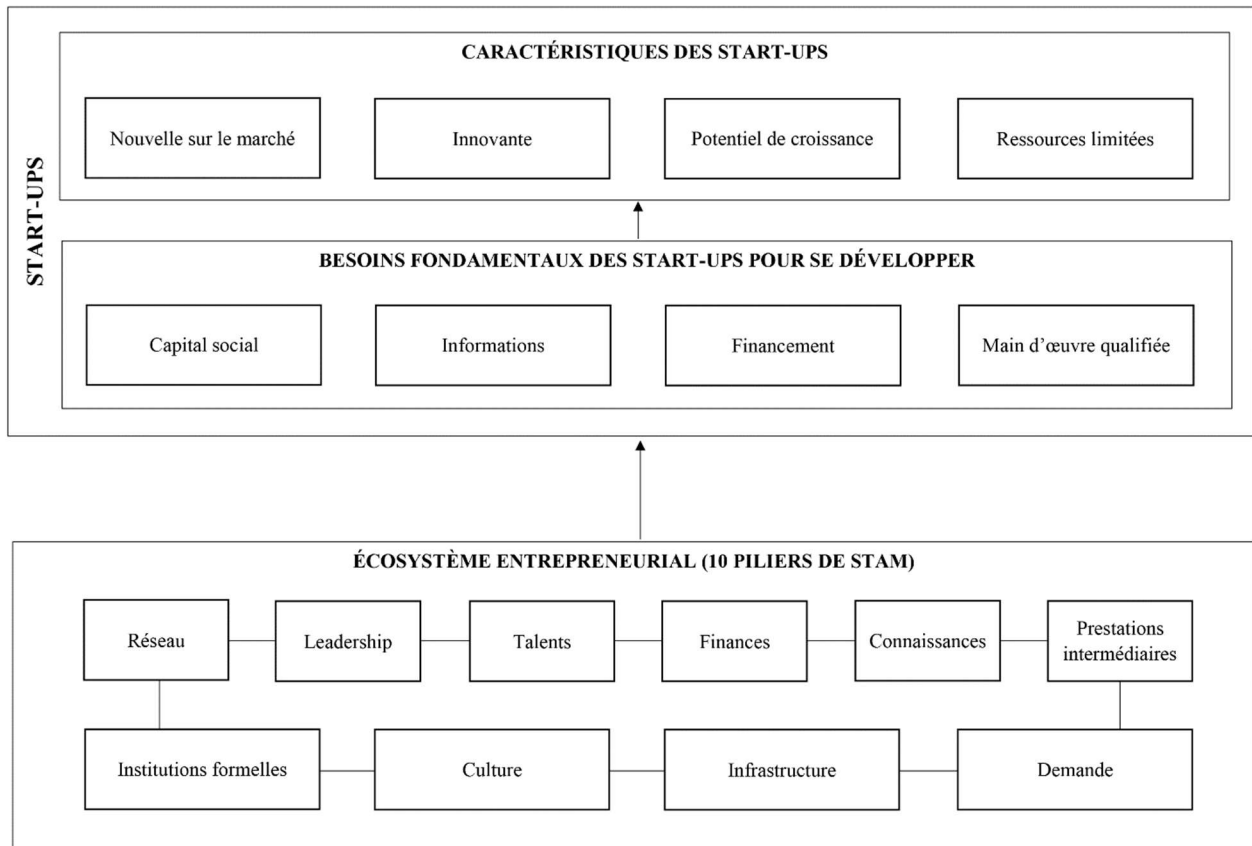 START-UPS
CARACTÉRISTIQUES DES START-UPS
Nouvelle sur le marché
Innovante
Potentiel de croissance
Ressources limitées
BESOINS FONDAMENTAUX DES START-UPS POUR SE DÉVELOPPER
Capital social
Informations
Financement
Main d’œuvre qualifiée
ÉCOSYSTÈME ENTREPRENEURIAL (10 PILIERS DE STAM)
Réseau
Leadership
Talents
Finances
Connaissances
Prestations
intermédiaires
Institutions formelles
Culture
Infrastructure
Demande